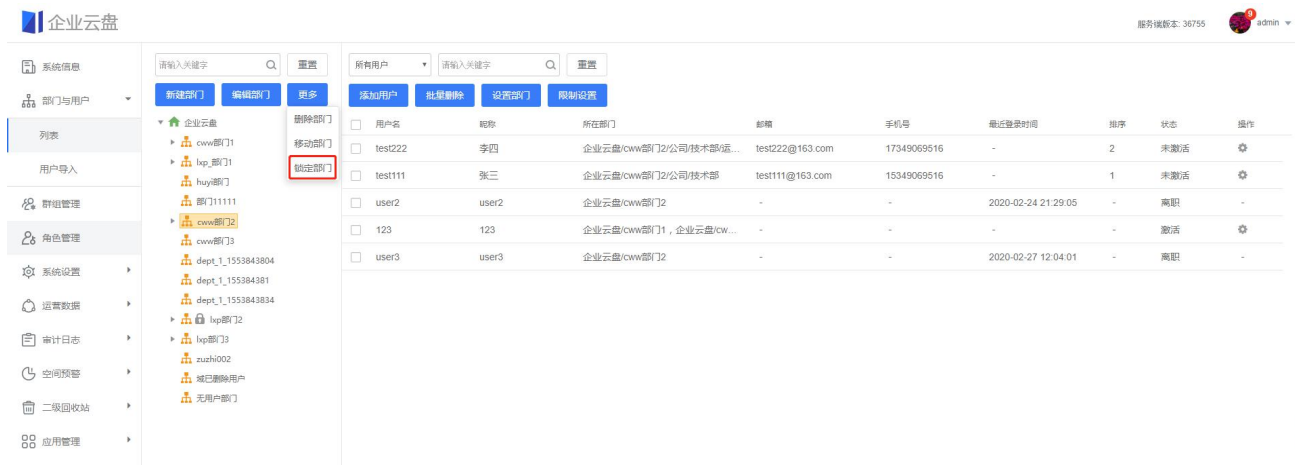 企业云盘
服务端版本: 36755
9
admin
系统信息
部门与用户
列表
用户导入
群组管理
角色管理
系统设置
运营数据
审计日志
空间预警
二级回收站
应用管理
请输入关键字
重置
新建部门 编辑部门 更多
删除部门
移动部门
锁定部门
企业云盘
cww部门1
lxp_部门1
huyi部门
部门11111
cww部门2
cww部门3
dept_1_1553843804
dept_1_155384381
dept_1_1553843834
lxp部门2
lxp部门3
zuzhi002
域已删除用户
无用户部门
所有用户 请输入关键字 重置
添加用户 批量删除 设置部门 限制设置
用户名 昵称 所在部门 邮箱 手机号 最近登录时间 排序 状态 操作
test222 李四 企业云盘/cww部门2/公司/技术部/运... test222@163.com 17349069516 - 2 未激活
test111 张三 企业云盘/cww部门2/公司/技术部 test111@163.com 15349069516 - 1 未激活
user2 user2 企业云盘/cww部门2 - - 2020-02-24 21:29:05 - 离职 -
123 123 企业云盘/cww部门1，企业云盘/cw... - - - - 激活
user3 user3 企业云盘/cww部门2 - - 2020-02-27 12:04:01 - 离职 -